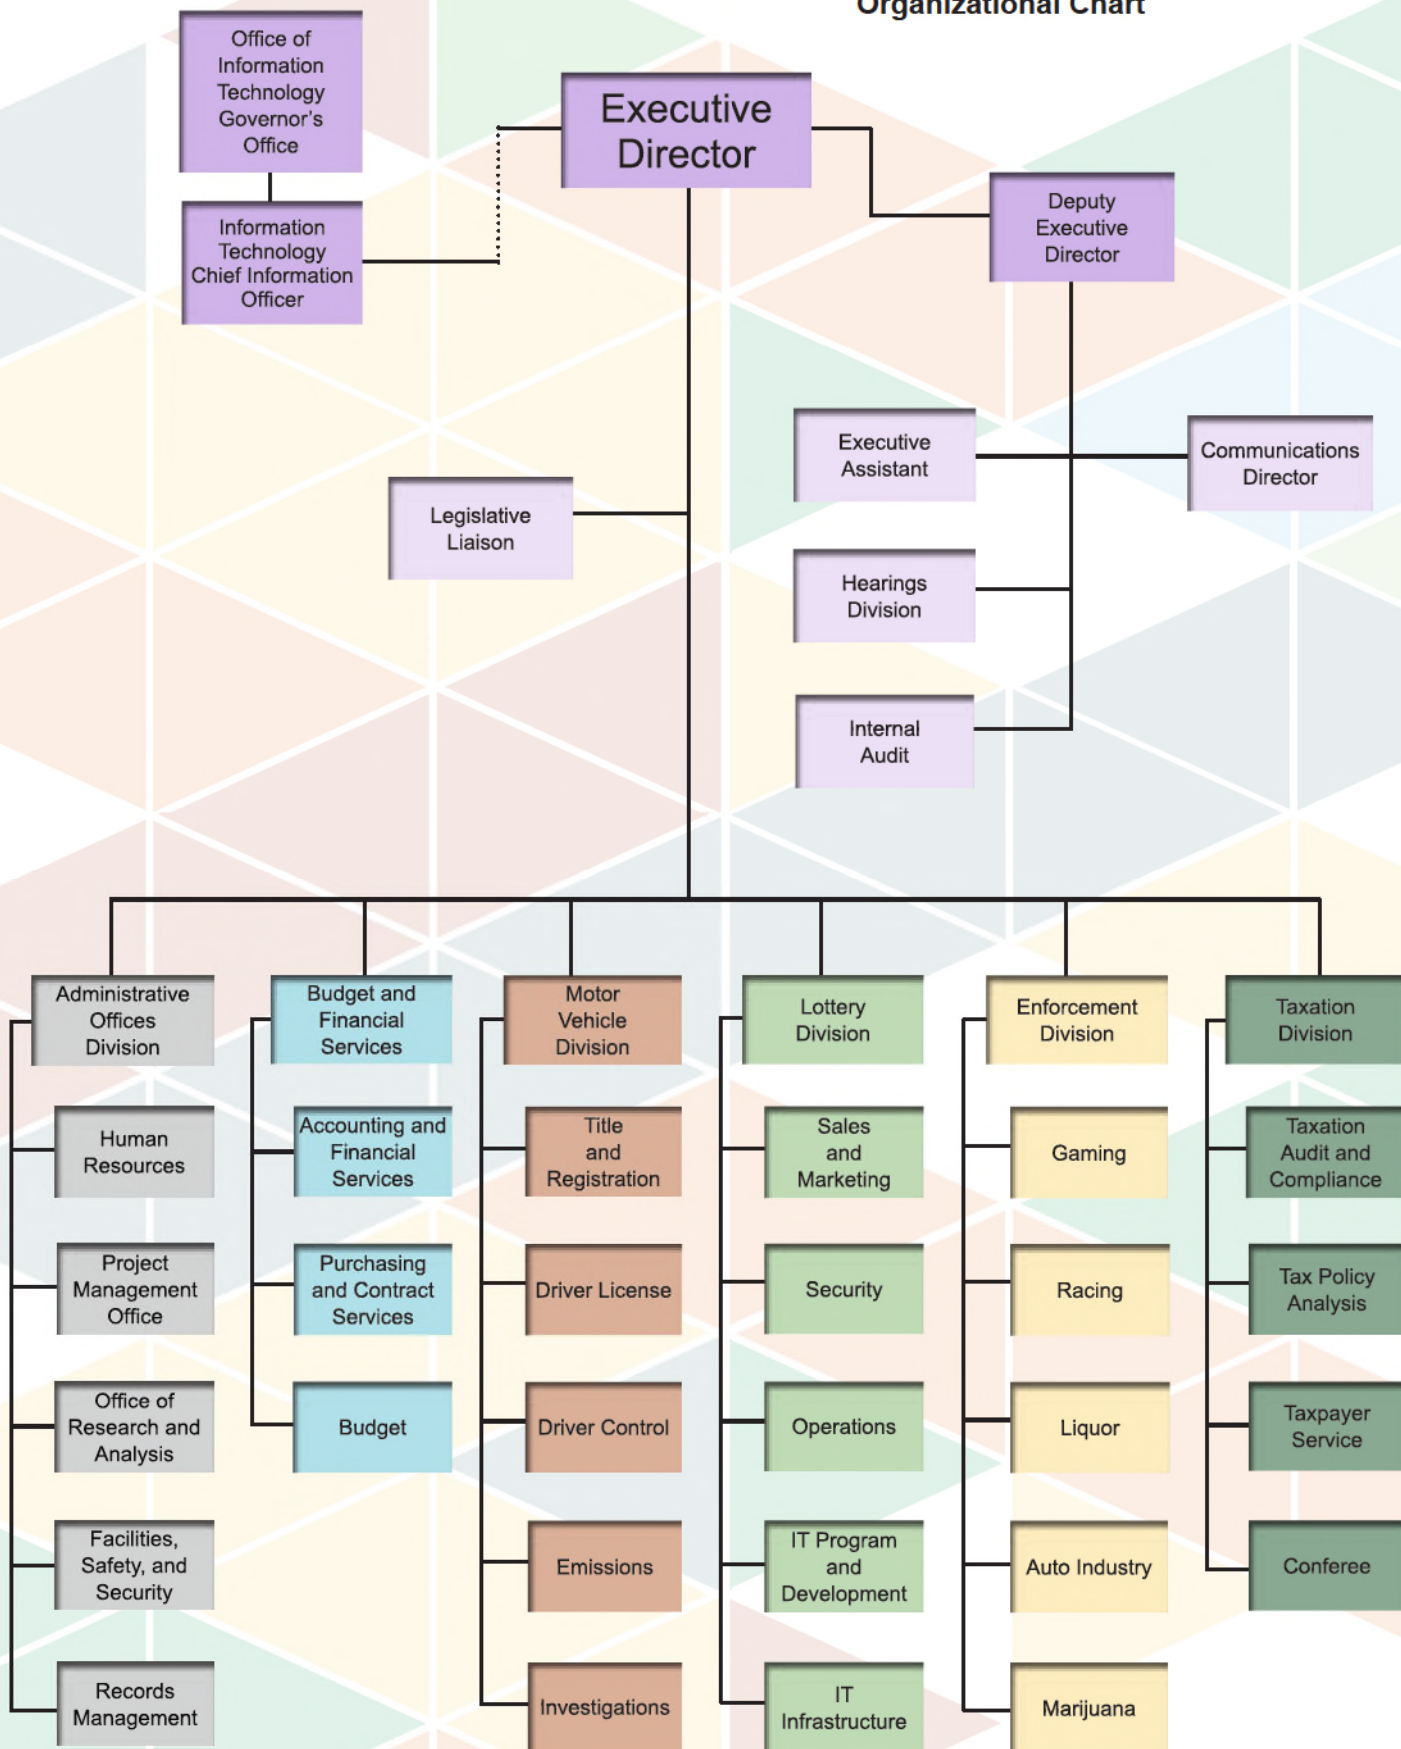 Organizational Chart
Office of
Information
Technology
Governor's
Office
Executive
Director
Deputy
Executive
Director
Information
Technology
Chief Information
Officer
Executive
Assistant
Communications
Director
Legislative
Liaison
Hearings
Division
Internal
Audit
Administrative
Offices
Division
Human
Resources
Project
Management
Office
Office of
Research and
Analysis
Facilities,
Safety, and
Security
Records
Management
Budget and
Financial
Services
Accounting and
Financial
Services
Purchasing
and Contract
Services
Budget
Motor
Vehicle
Division
Title
and
Registration
Driver License
Driver Control
Emissions
Investigations
Lottery
Division
Sales
and
Marketing
Security
Operations
IT Program
and
Development
IT
Infrastructure
Enforcement
Division
Gaming
Racing
Liquor
Auto Industry
Marijuana
Taxation
Division
Taxation
Audit and
Compliance
Tax Policy
Analysis
Taxpayer
Service
Conferee